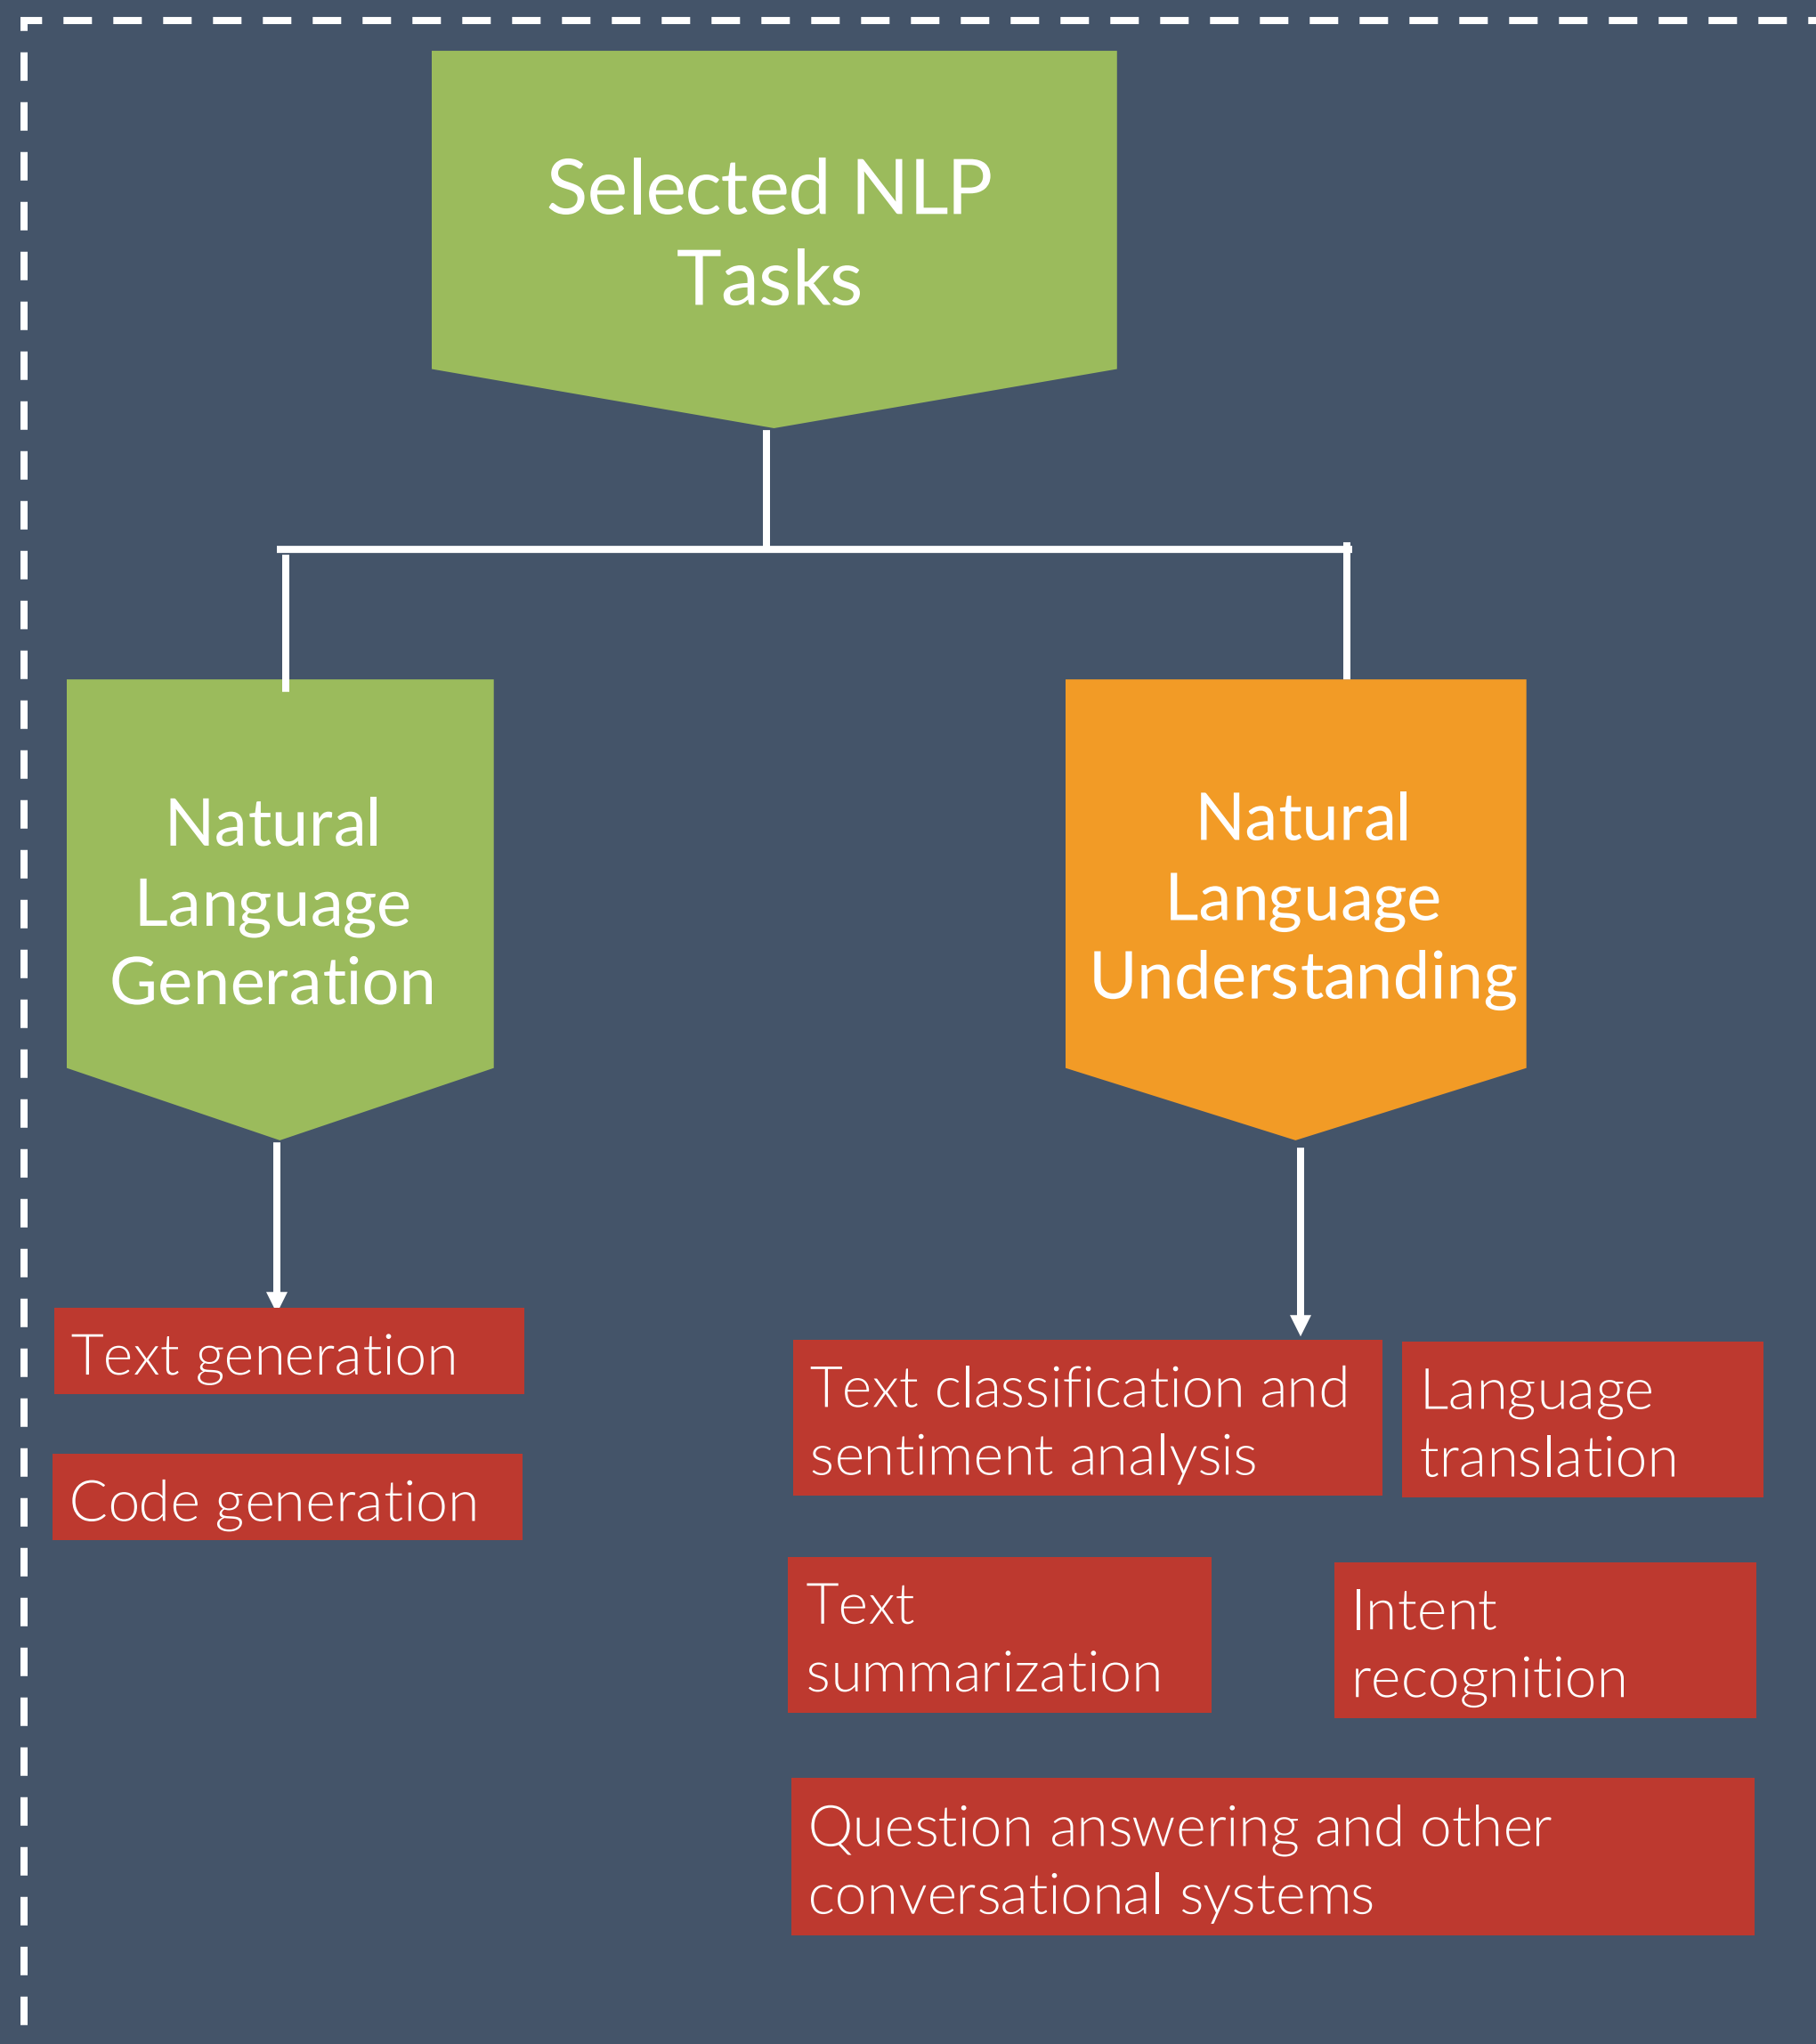 Selected NLP
Tasks
Natural
Language
Generation
Natural
Language
Understanding
Text generation
Code generation
Text classification and
sentiment analysis
Language
translation
Text
summarization
Intent
recognition
Question answering and other
conversational systems